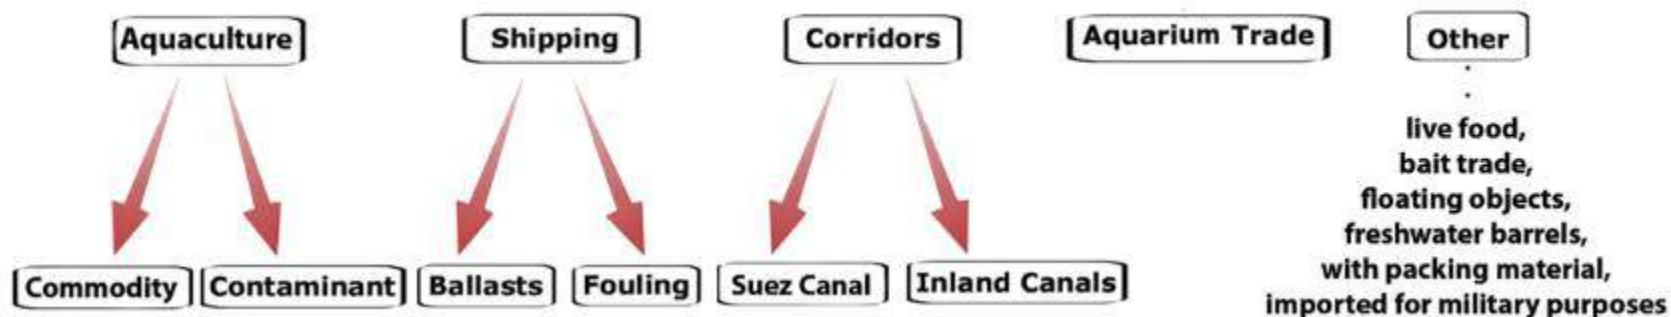 Aquaculture
Shipping
Corridors
Aquarium Trade
Other
live food,
bait trade,
floating objects,
freshwater barrels,
with packing material,
imported for military purposes
Commodity
Contaminant
Ballasts
Fouling
Suez Canal
Inland Canals